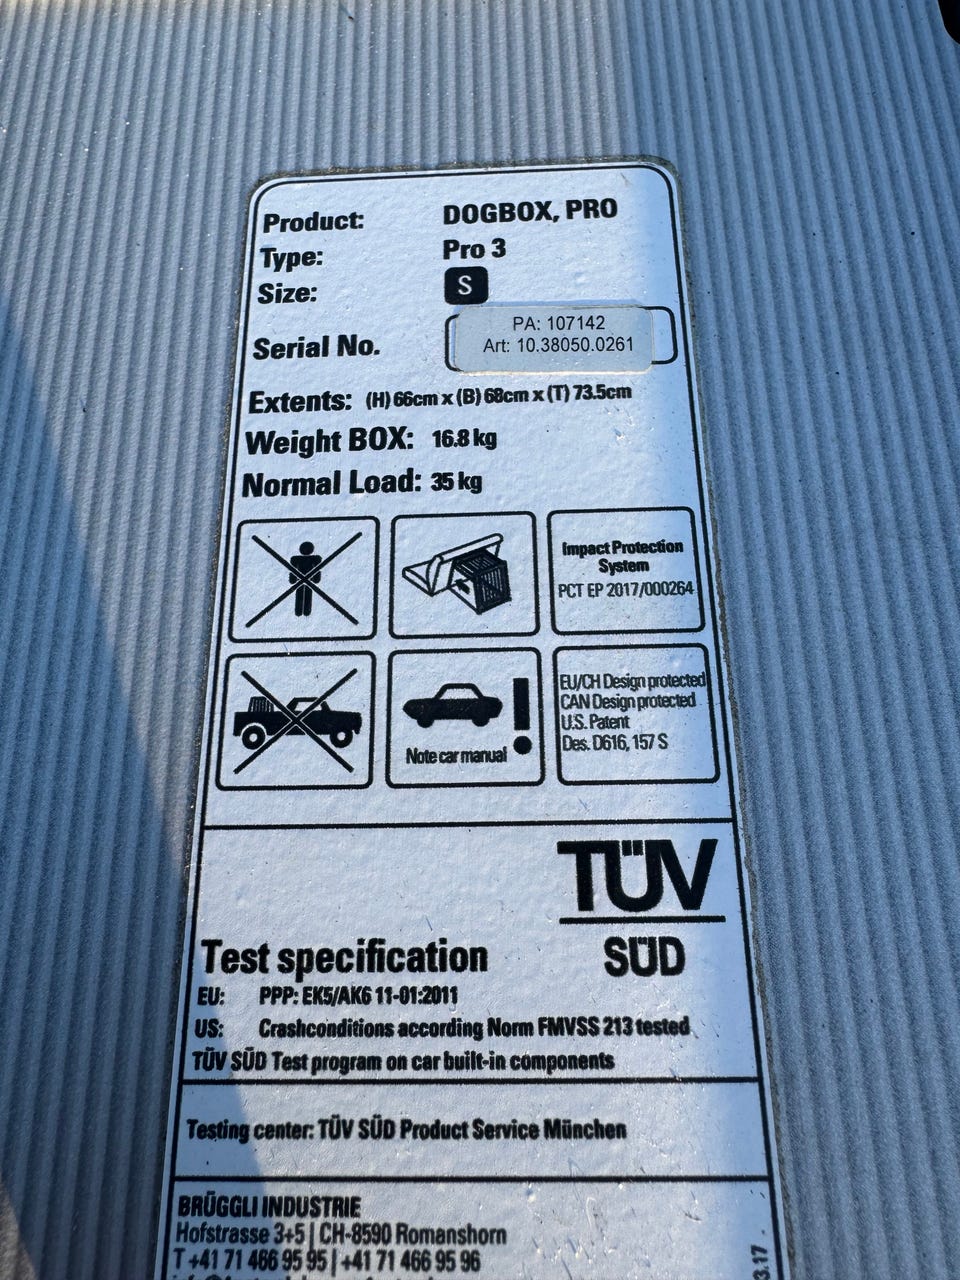 Product: DOGBOX, PRO
Type: Pro 3
Size: S
Serial No. PA: 107142
Art: 10.38050.0261
Extents: (H) 66cm x (B) 68cm x (T) 73.5cm
Weight BOX: 16.8 kg
Normal Load: 35 kg
Impact Protection
System
PCT EP 2017/000264
Note car manual !
EU/CH Design protected
CAN Design protected
U.S. Patent
Des. D616, 157 S
TÜV
SÜD
Test specification
EU: PPP: EK5/AK6 11-01:2011
US: Crashconditions according Norm FMVSS 213 tested
TÜV SÜD Test program on car built-in components
Testing center: TÜV SÜD Product Service München
BRÜGGLI INDUSTRIE
Hofstrasse 3+5 | CH-8590 Romanshorn
T +41 71 466 95 95 | +41 71 466 95 96
3.17